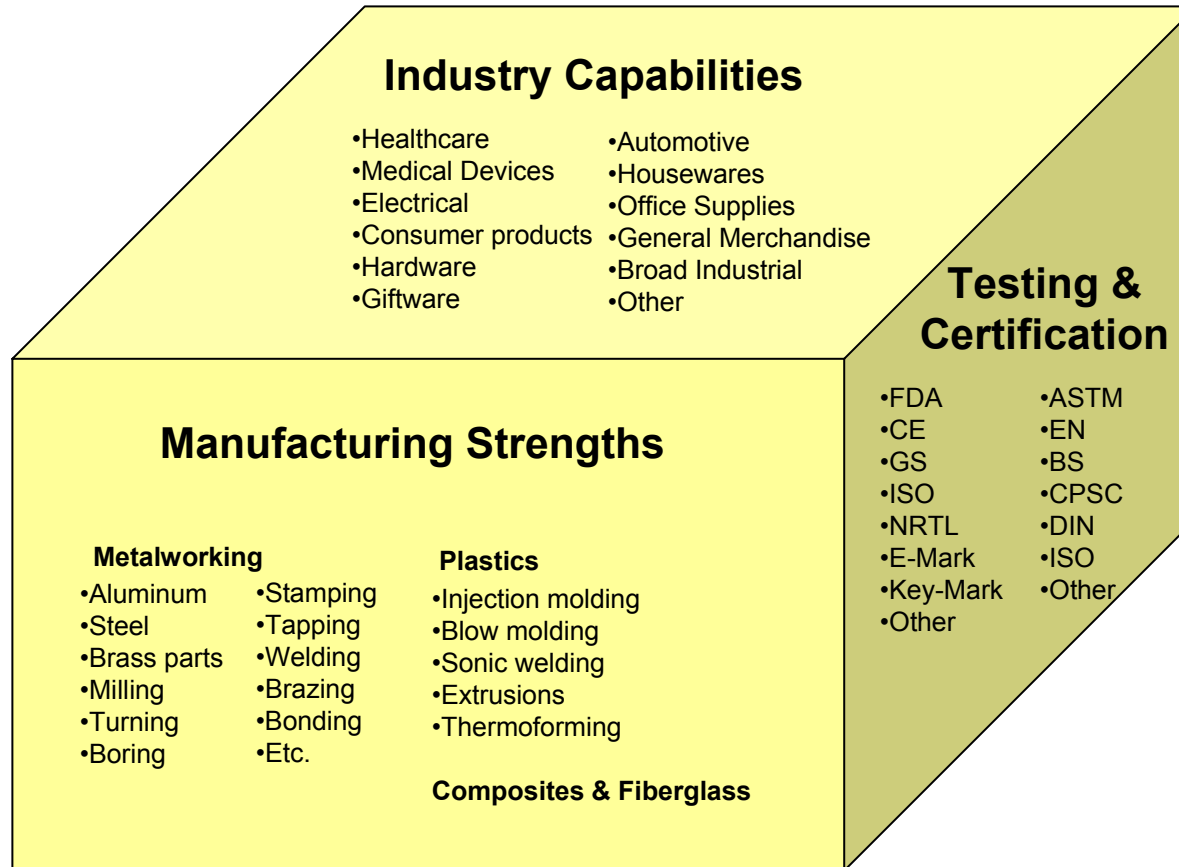 Industry Capabilities
•Healthcare
•Medical Devices
•Electrical
•Consumer products
•Hardware
•Giftware
•Automotive
•Housewares
•Office Supplies
•General Merchandise
•Broad Industrial
•Other
Testing &
Certification
•FDA
•CE
•GS
•ISO
•NRTL
•E-Mark
•Key-Mark
•Other
•ASTM
•EN
•BS
•CPSC
•DIN
•ISO
•Other
Manufacturing Strengths
Metalworking
•Aluminum
•Steel
•Brass parts
•Milling
•Turning
•Boring
•Stamping
•Tapping
•Welding
•Brazing
•Bonding
•Etc.
Plastics
•Injection molding
•Blow molding
•Sonic welding
•Extrusions
•Thermoforming
Composites & Fiberglass